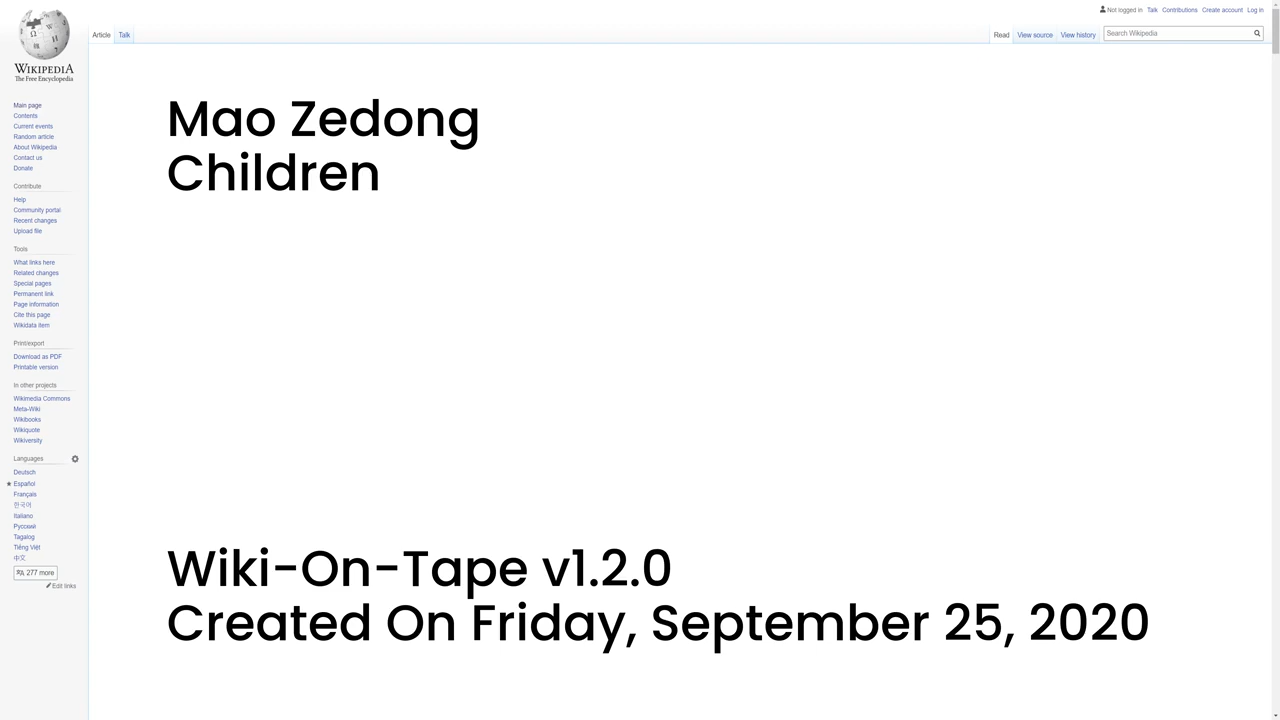 Not logged in Talk Contributions Create account Log in
Article Talk Read View source View history Search Wikipedia
WIKIPEDIA
The Free Encyclopedia
Main page
Contents
Current events
Random article
About Wikipedia
Contact us
Donate
Contribute
Help
Community portal
Recent changes
Upload file
Tools
What links here
Related changes
Special pages
Permanent link
Page information
Cite this page
Wikidata item
Print/export
Download as PDF
Printable version
In other projects
Wikimedia Commons
Meta-Wiki
Wikibooks
Wikiquote
Wikiversity
Languages
Deutsch
Español
Français
한국어
Italiano
Русский
Tagalog
Tiếng Việt
中文
277 more
Edit links
Mao Zedong
Children
Wiki-On-Tape v1.2.0
Created On Friday, September 25, 2020